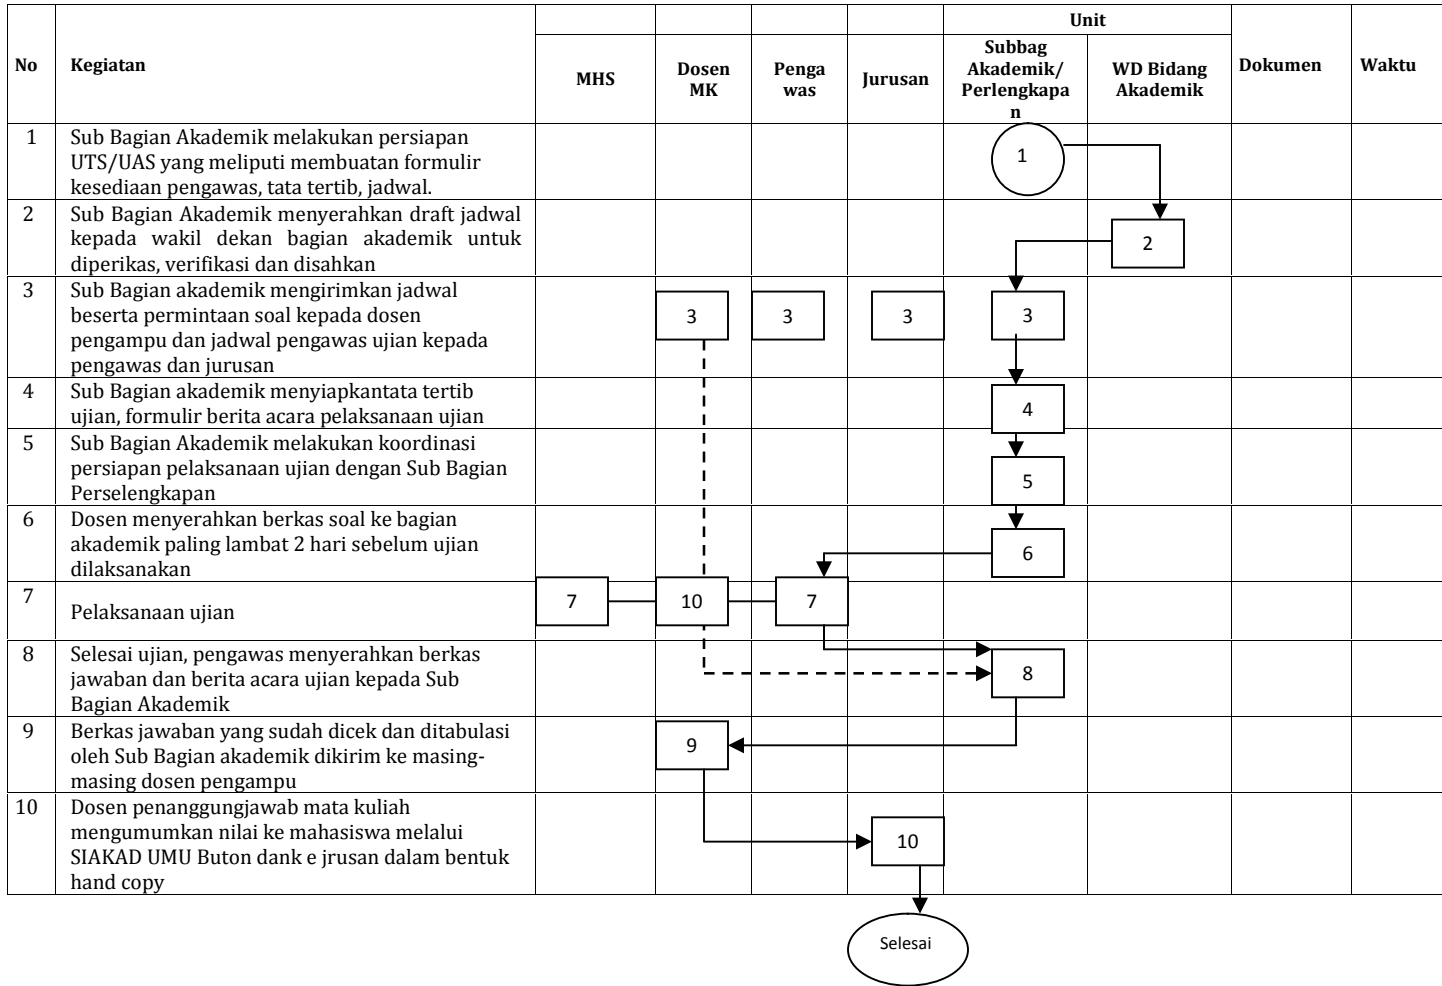 Unit
No
Kegiatan
MHS
Dosen
MK
Penga
was
Jurusan
Subbag
Akademik/
Perlengkapa
n
WD Bidang
Akademik
Dokumen
Waktu
1
Sub Bagian Akademik melakukan persiapan
UTS/UAS yang meliputi membuatan formulir
kesediaan pengawas, tata tertib, jadwal.
1
2
Sub Bagian Akademik menyerahkan draft jadwal
kepada wakil dekan bagian akademik untuk
diperikas, verifikasi dan disahkan
2
3
Sub Bagian akademik mengirimkan jadwal
beserta permintaan soal kepada dosen
pengampu dan jadwal pengawas ujian kepada
pengawas dan jurusan
3
3
3
3
4
Sub Bagian akademik menyiapkantata tertib
ujian, formulir berita acara pelaksanaan ujian
4
5
Sub Bagian Akademik melakukan koordinasi
persiapan pelaksanaan ujian dengan Sub Bagian
Perselengkapan
5
6
Dosen menyerahkan berkas soal ke bagian
akademik paling lambat 2 hari sebelum ujian
dilaksanakan
6
7
Pelaksanaan ujian
7
10
7
8
Selesai ujian, pengawas menyerahkan berkas
jawaban dan berita acara ujian kepada Sub
Bagian Akademik
8
9
Berkas jawaban yang sudah dicek dan ditabulasi
oleh Sub Bagian akademik dikirim ke masing-
masing dosen pengampu
9
10
Dosen penanggungjawab mata kuliah
mengumumkan nilai ke mahasiswa melalui
SIAKAD UMU Buton dank e jrusan dalam bentuk
hand copy
10
Selesai